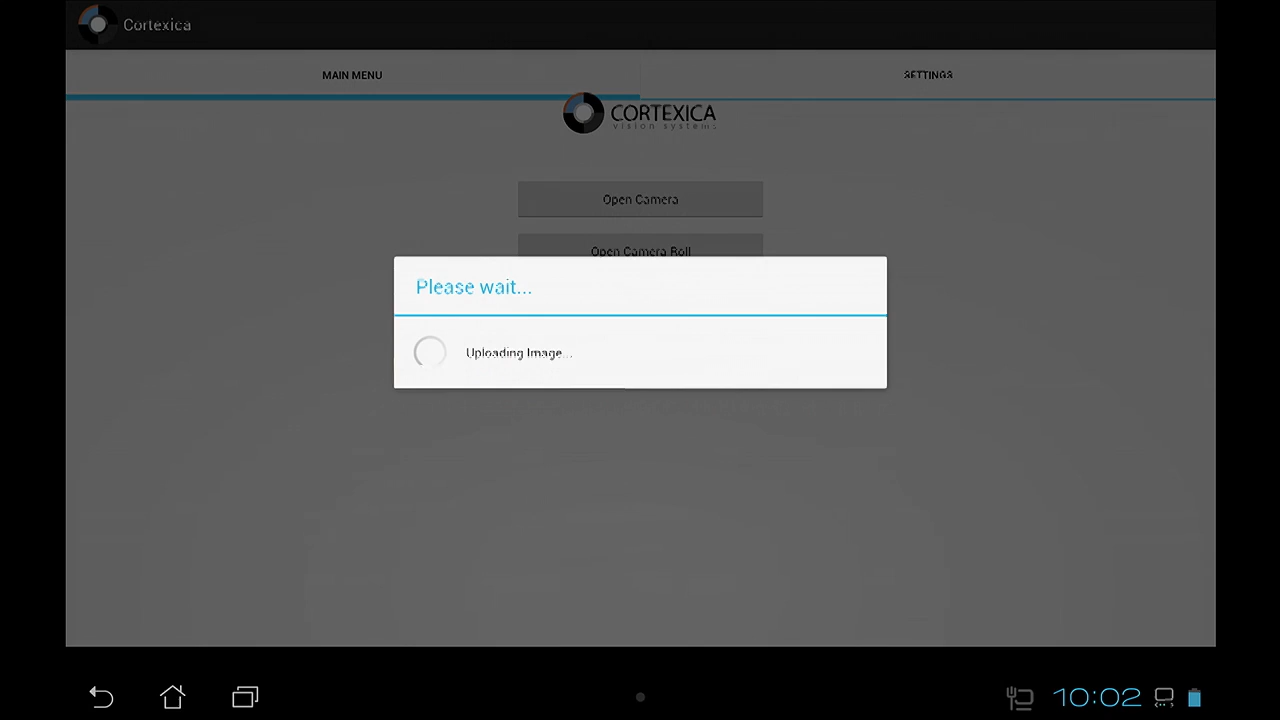 Cortexica
MAIN MENU
SETTINGS
CORTEXICA
vision systems
Open Camera
Open Camera Roll
Please wait...
Uploading Image...
10:02